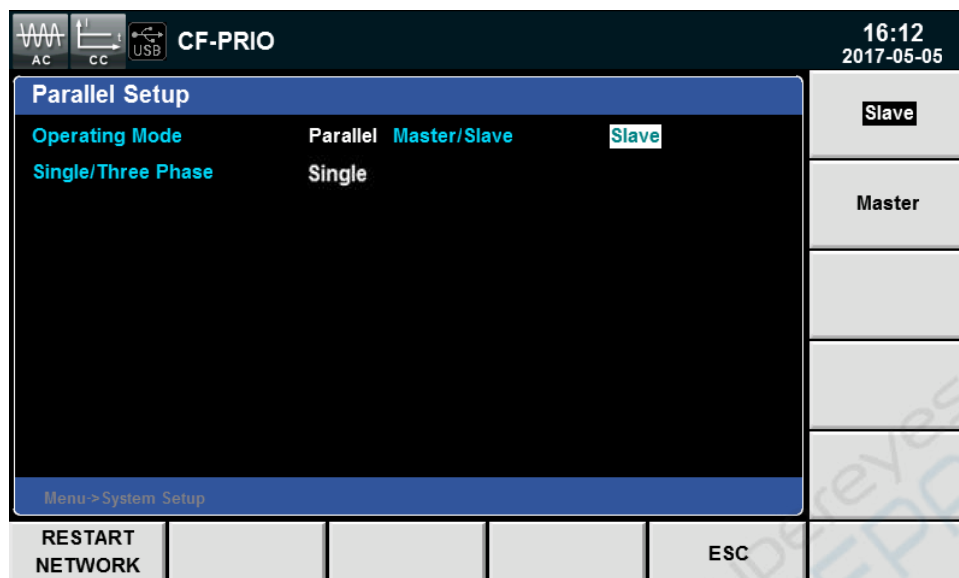 AC CC USB CF-PRIO 16:12
2017-05-05
Parallel Setup
Slave
Operating Mode Parallel Master/Slave Slave
Single/Three Phase Single
Master
Menu->System Setup
RESTART
NETWORK
ESC